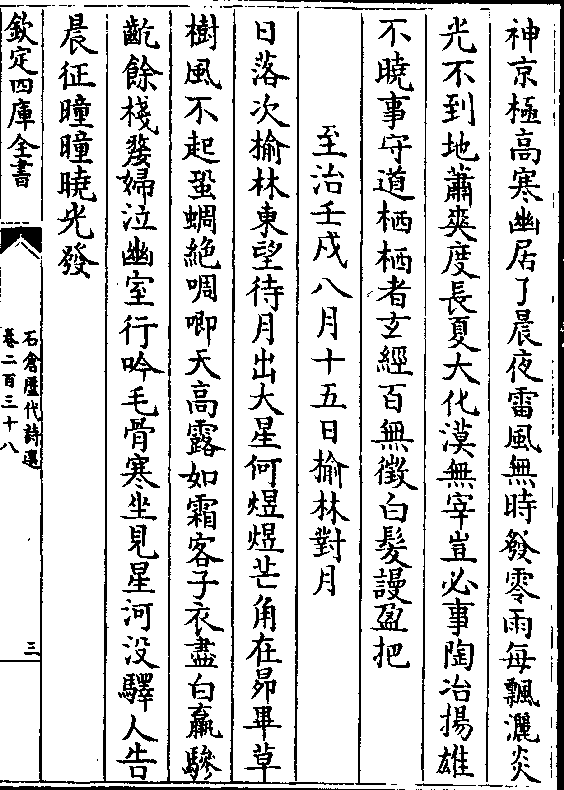 神京極高寒幽居了晨夜雷風無時發零雨每飄灑炎
光不到地蕭爽度長夏大化漠無宰豈必事陶冶揚雄
不曉事守道栖栖者玄經百無徵白髮謾盈把
至治壬戌八月十五日榆林對月
日落次榆林東望待月出大星何煜煜芒角在昴畢草
樹風不起蛩蜩絶啁唧天高露如霜客子衣盡白羸驂
齕餘棧嫠婦泣幽室行吟毛骨寒坐見星河没驛人告
晨征瞳瞳曉光發
欽定四庫全書
石倉歷代詩選
卷二百三十八
三